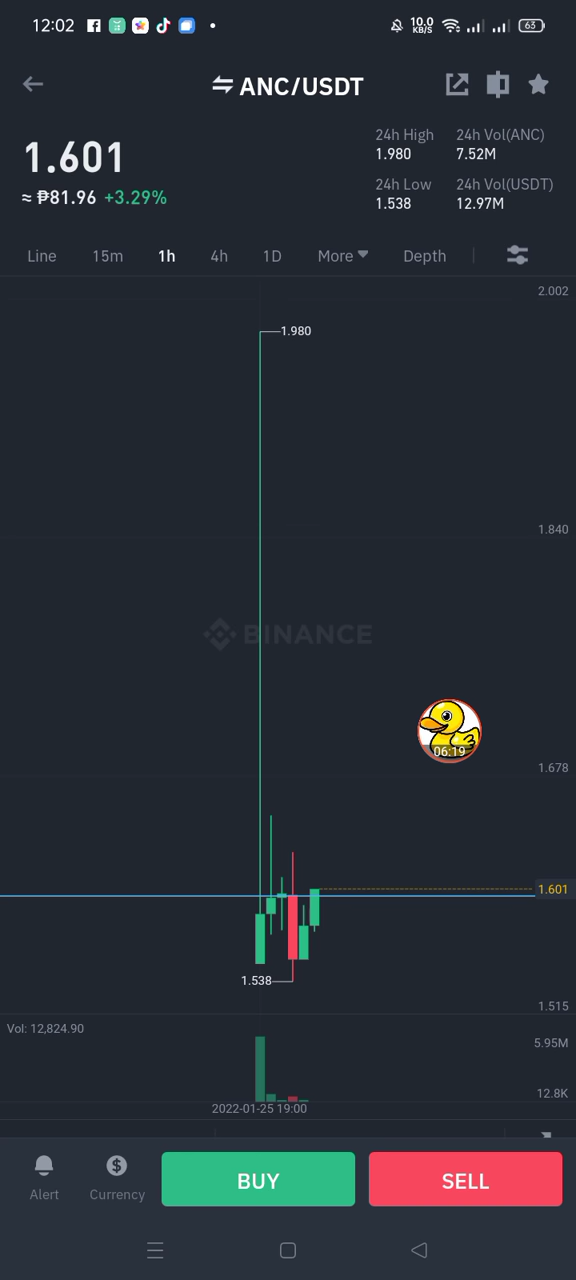 12:02
10.0
KB/S
63
ANC/USDT
1.601
≈ ₱81.96 +3.29%
24h High
1.980
24h Vol(ANC)
7.52M
24h Low
1.538
24h Vol(USDT)
12.97M
Line 15m 1h 4h 1D More Depth
2.002
1.980
1.840
BINANCE
06:19
1.678
1.601
1.538
1.515
Vol: 12,824.90
5.95M
12.8K
2022-01-25 19:00
Alert
Currency
BUY
SELL